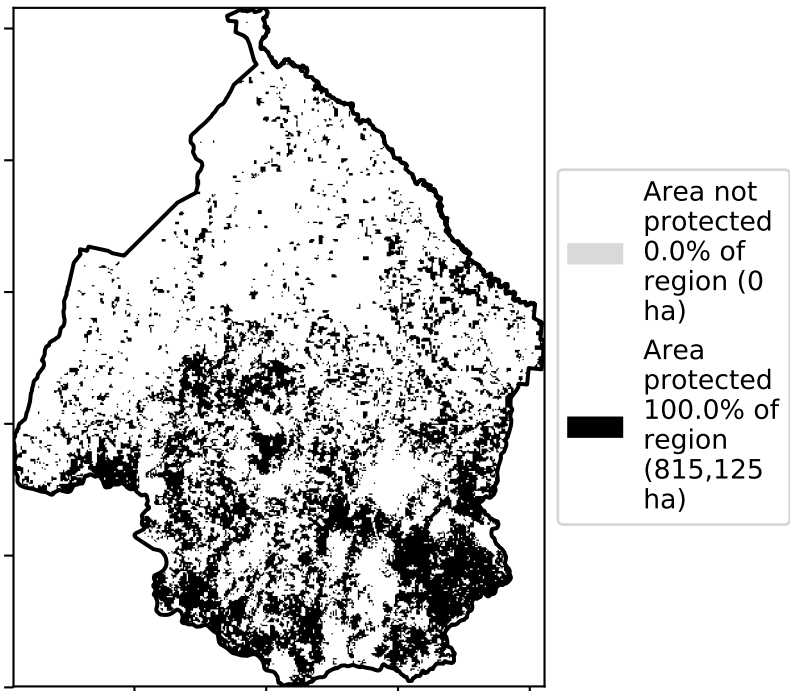 Area not
protected
0.0% of
region (0
ha)
Area
protected
100.0% of
region
(815,125
ha)